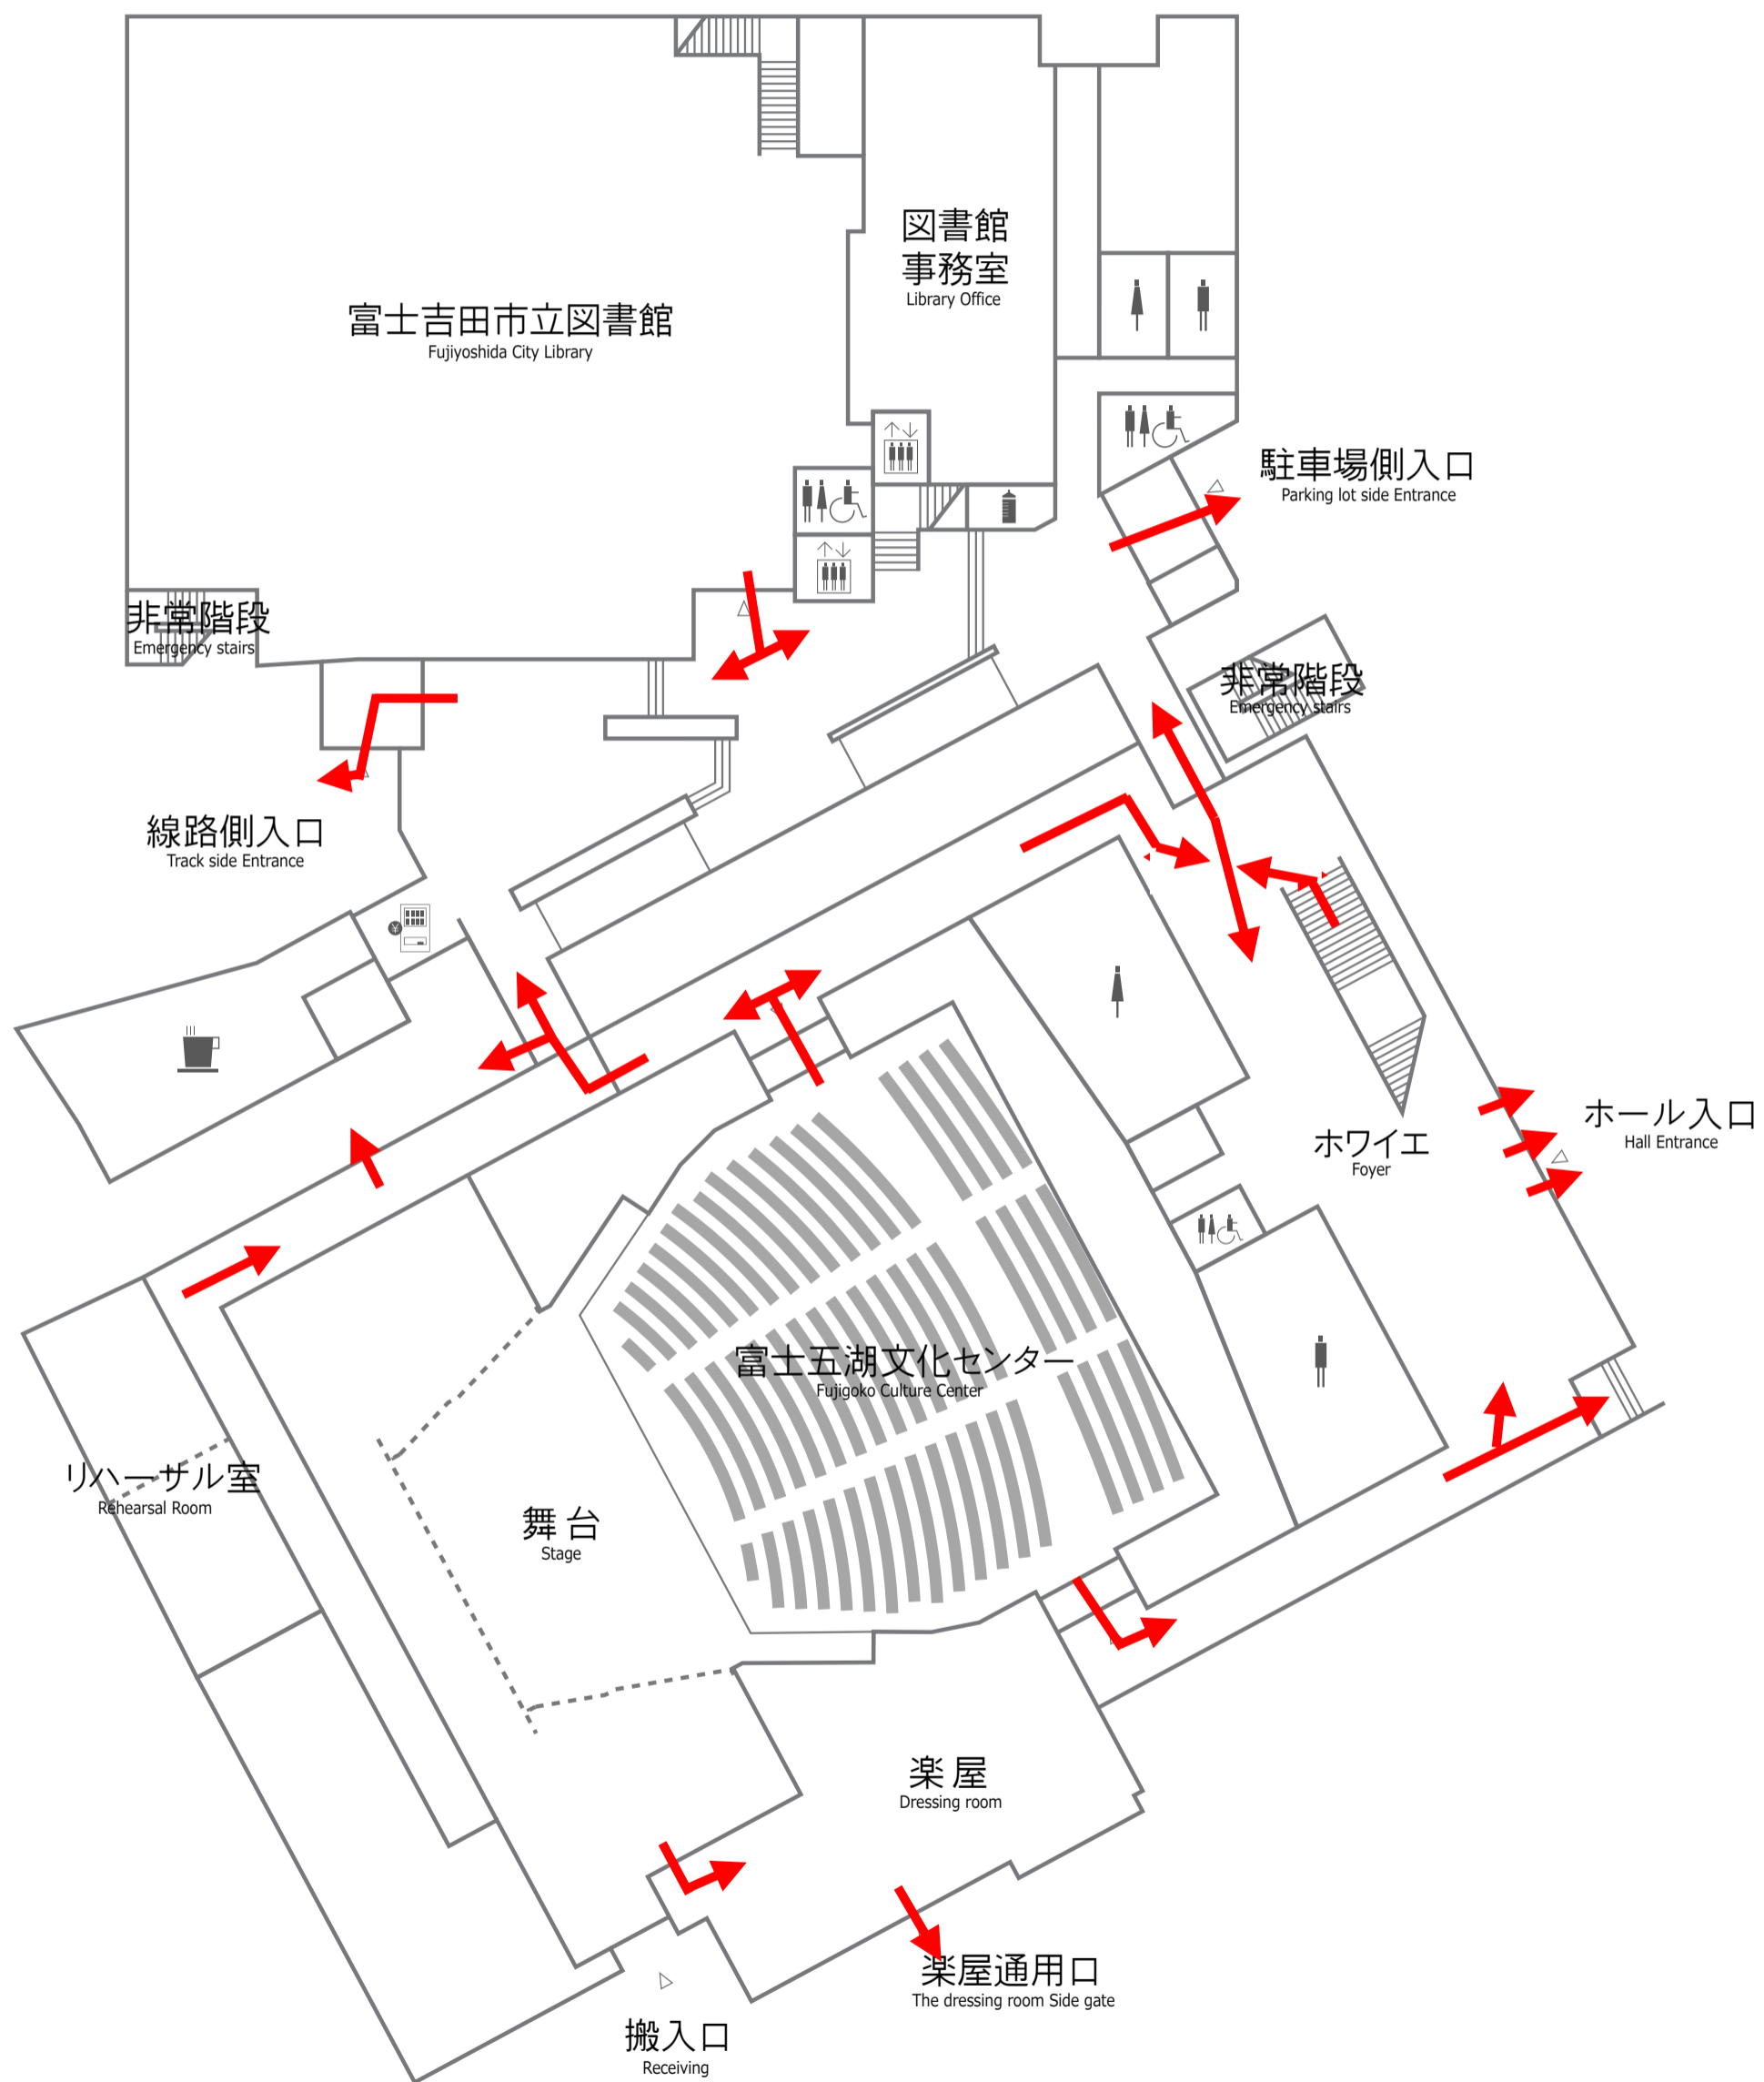 図書館
事務室
Library Office
富士吉田市立図書館
Fujiyoshida City Library
駐車場側入口
Parking lot side Entrance
非常階段
Emergency stairs
非常階段
Emergency stairs
線路側入口
Track side Entrance
¥
ホワイエ
Foyer
ホール入口
Hall Entrance
富士五湖文化センター
Fujigoko Culture Center
リハーサル室
Rehearsal Room
舞台
Stage
楽屋
Dressing room
楽屋通用口
The dressing room Side gate
搬入口
Receiving